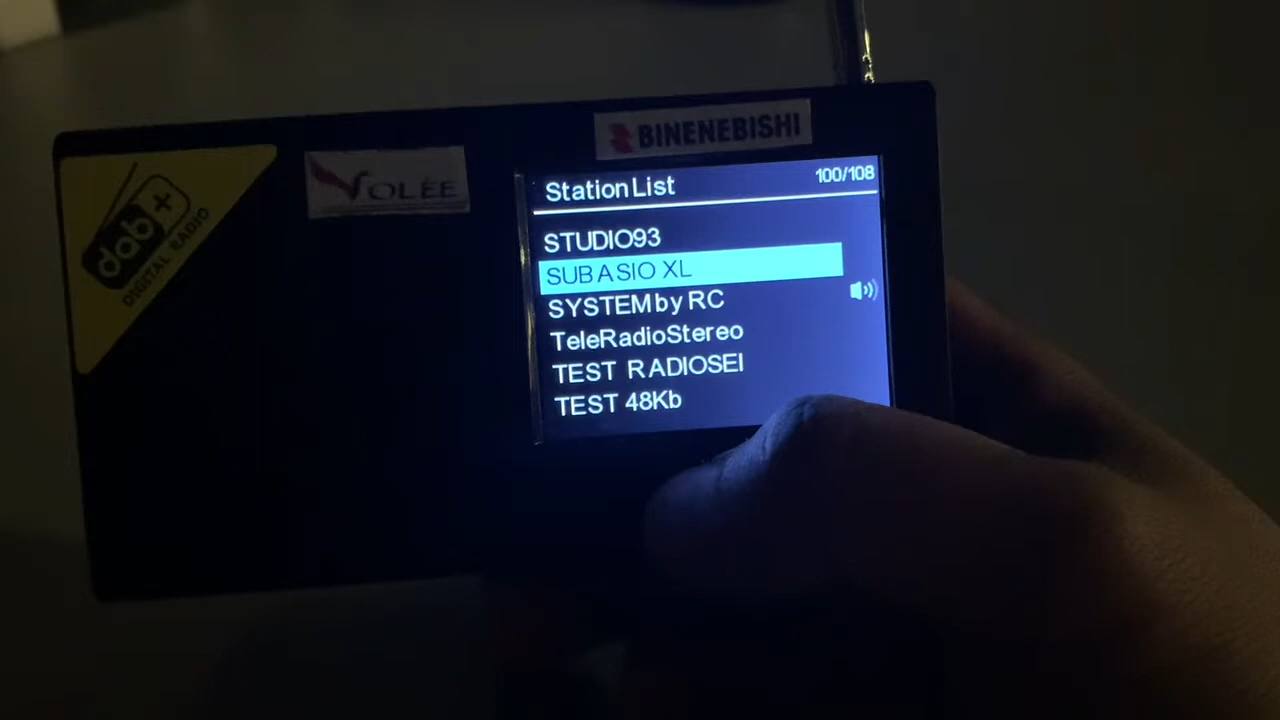 dab+
DIGITAL RADIO
VOLÉE
BINENEBISHI
Station List
100/108
STUDIO93
SUBASIO XL
SYSTEM by RC
TeleRadioStereo
TEST RADIOSEI
TEST 48Kb